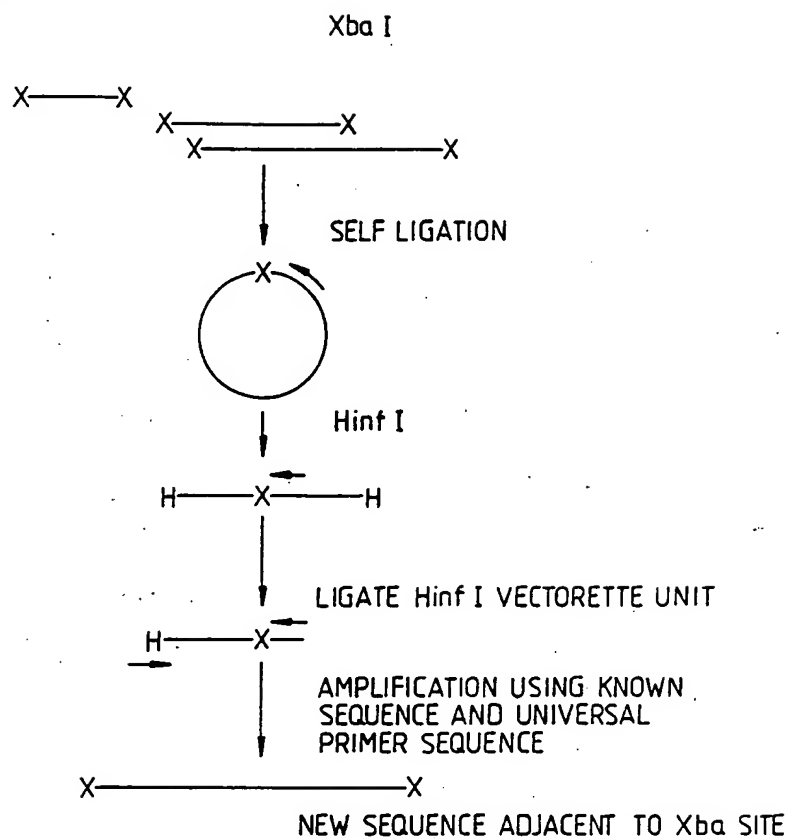 Xba I
X X
X X
X X
SELF LIGATION
X
Hinf I
H X H
LIGATE Hinf I VECTORETTE UNIT
H X
AMPLIFICATION USING KNOWN
SEQUENCE AND UNIVERSAL
PRIMER SEQUENCE
X X
NEW SEQUENCE ADJACENT TO Xba SITE